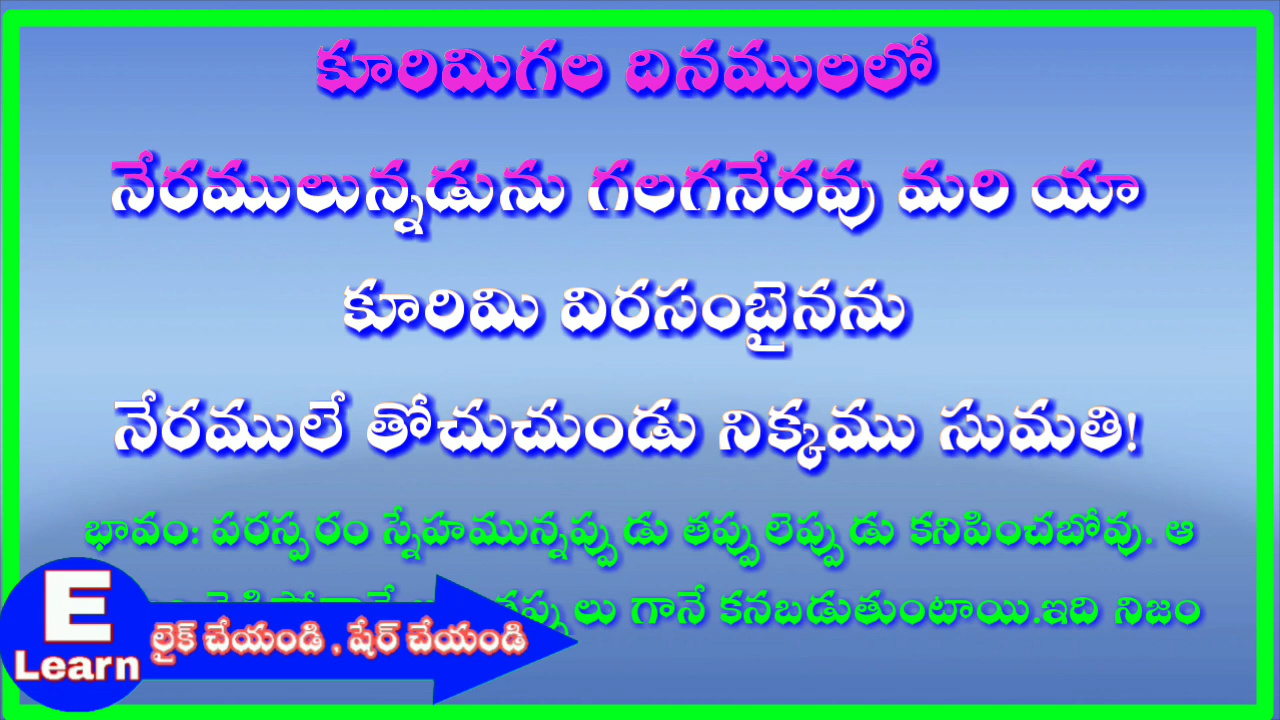 కూరిమిగల దినములలో
నేరములున్నడును గలగనేరవు మరి యా
కూరిమి విరసంబైనను
నేరములే తోచుచుండు నిక్కము సుమతి!
భావం: పరస్పరం స్నేహమున్నప్పుడు తప్పులెప్పుడు కనిపించబోవు. ఆ
తప్పులు గానే కనబడుతుంటాయి.ఇది నిజం
E
Learn
లైక్ చేయండి , షేర్ చేయండి